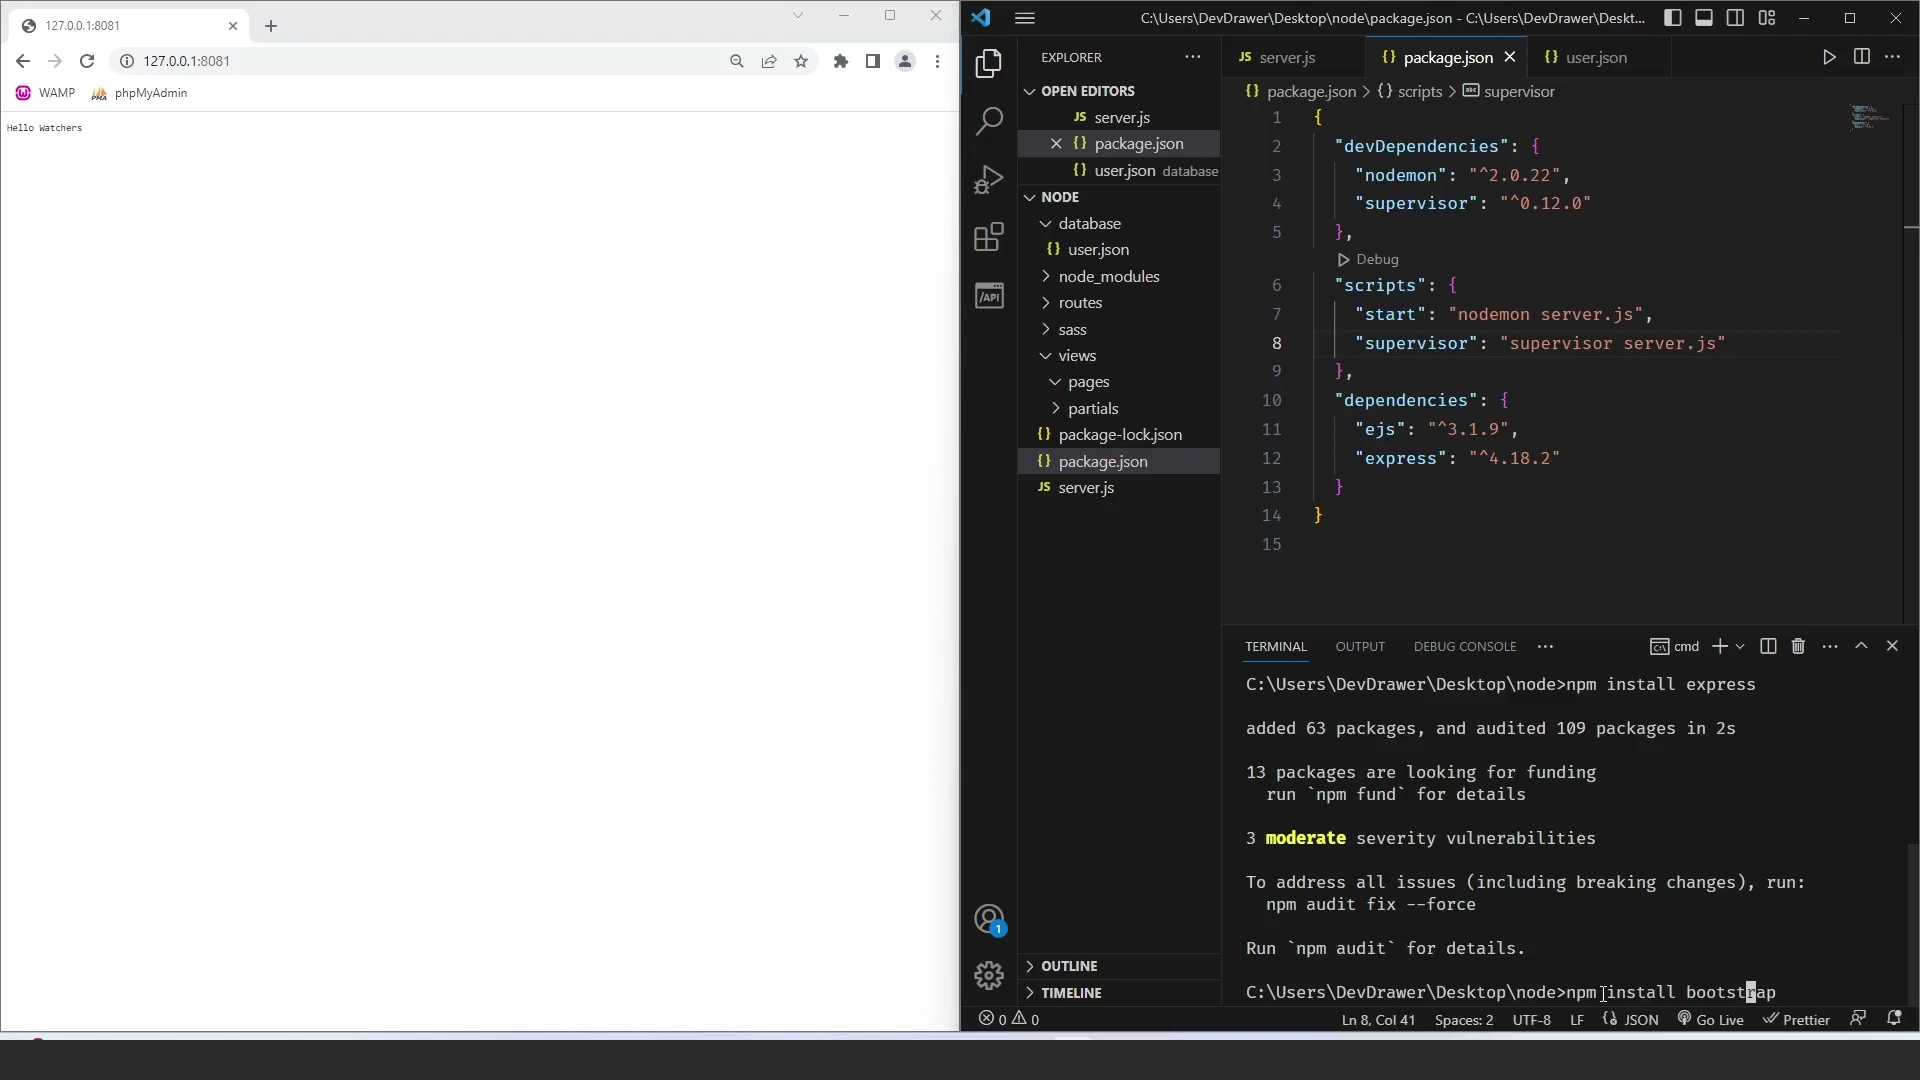 127.0.0.1:8081
127.0.0.1:8081
WAMP
phpMyAdmin
Hello Watchers
C:\Users\DevDrawer\Desktop\node\package.json - C:\Users\DevDrawer\Deskt...
EXPLORER
OPEN EDITORS
JS server.js
{} package.json
{} user.json database
NODE
database
{} user.json
node_modules
routes
sass
views
pages
partials
{} package-lock.json
{} package.json
JS server.js
OUTLINE
TIMELINE
/API
1
JS server.js
{} package.json
{} user.json
{} package.json > {} scripts > abc supervisor
1 {
2 "devDependencies": {
3 "nodemon": "^2.0.22",
4 "supervisor": "^0.12.0"
5 },
Debug
6 "scripts": {
7 "start": "nodemon server.js",
8 "supervisor": "supervisor server.js"
9 },
10 "dependencies": {
11 "ejs": "^3.1.9",
12 "express": "^4.18.2"
13 }
14 }
15
TERMINAL OUTPUT DEBUG CONSOLE
cmd
C:\Users\DevDrawer\Desktop\node>npm install express
added 63 packages, and audited 109 packages in 2s
13 packages are looking for funding
run `npm fund` for details
3 moderate severity vulnerabilities
To address all issues (including breaking changes), run:
npm audit fix --force
Run `npm audit` for details.
C:\Users\DevDrawer\Desktop\node>npm install bootstrap
0 0
Ln 8, Col 41 Spaces: 2 UTF-8 LF {} JSON Go Live Prettier